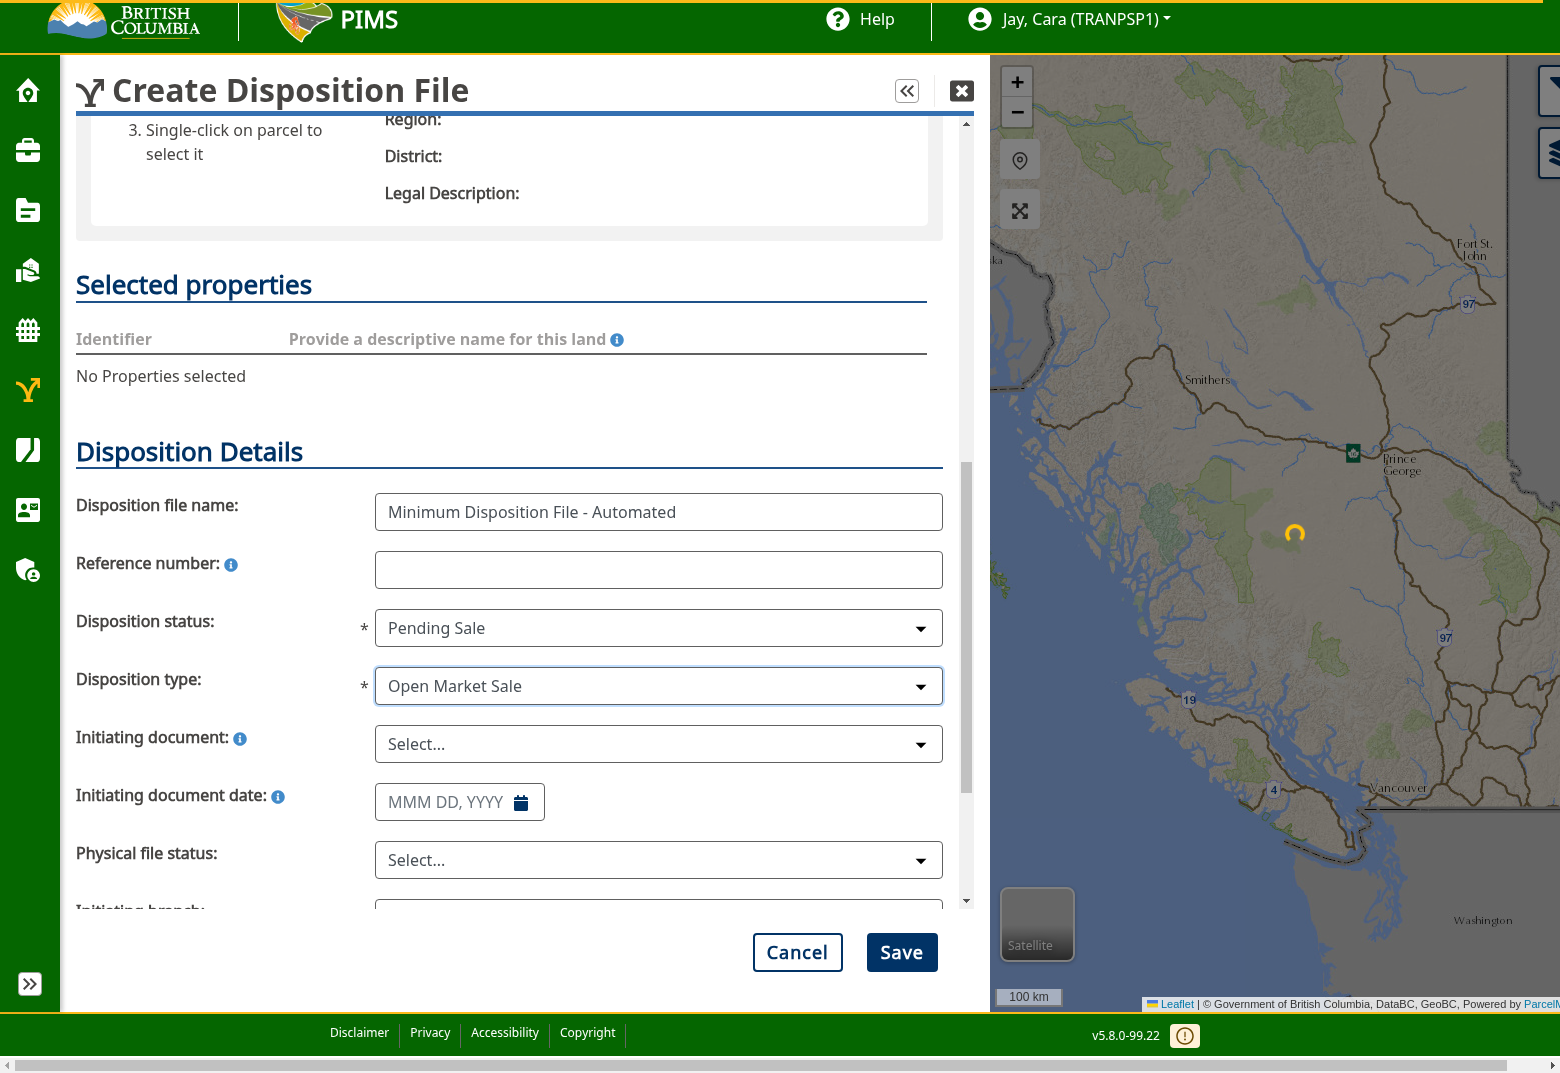 BRITISH
COLUMBIA
PIMS
Help
Jay, Cara (TRANPSP1)
Create Disposition File
3. Single-click on parcel to
select it
Region:
District:
Legal Description:
Selected properties
Identifier
Provide a descriptive name for this land
No Properties selected
Disposition Details
Disposition file name:
Minimum Disposition File - Automated
Reference number:
Disposition status:
* Pending Sale
Disposition type:
* Open Market Sale
Initiating document:
Select...
Initiating document date:
MMM DD, YYYY
Physical file status:
Select...
Initiating branch:
Cancel
Save
+
−
Fort St.
John
97
Smithers
Prince
George
97
19
4
Vancouver
Washington
Satellite
100 km
Leaflet | © Government of British Columbia, DataBC, GeoBC, Powered by ParcelM
Disclaimer
Privacy
Accessibility
Copyright
v5.8.0-99.22